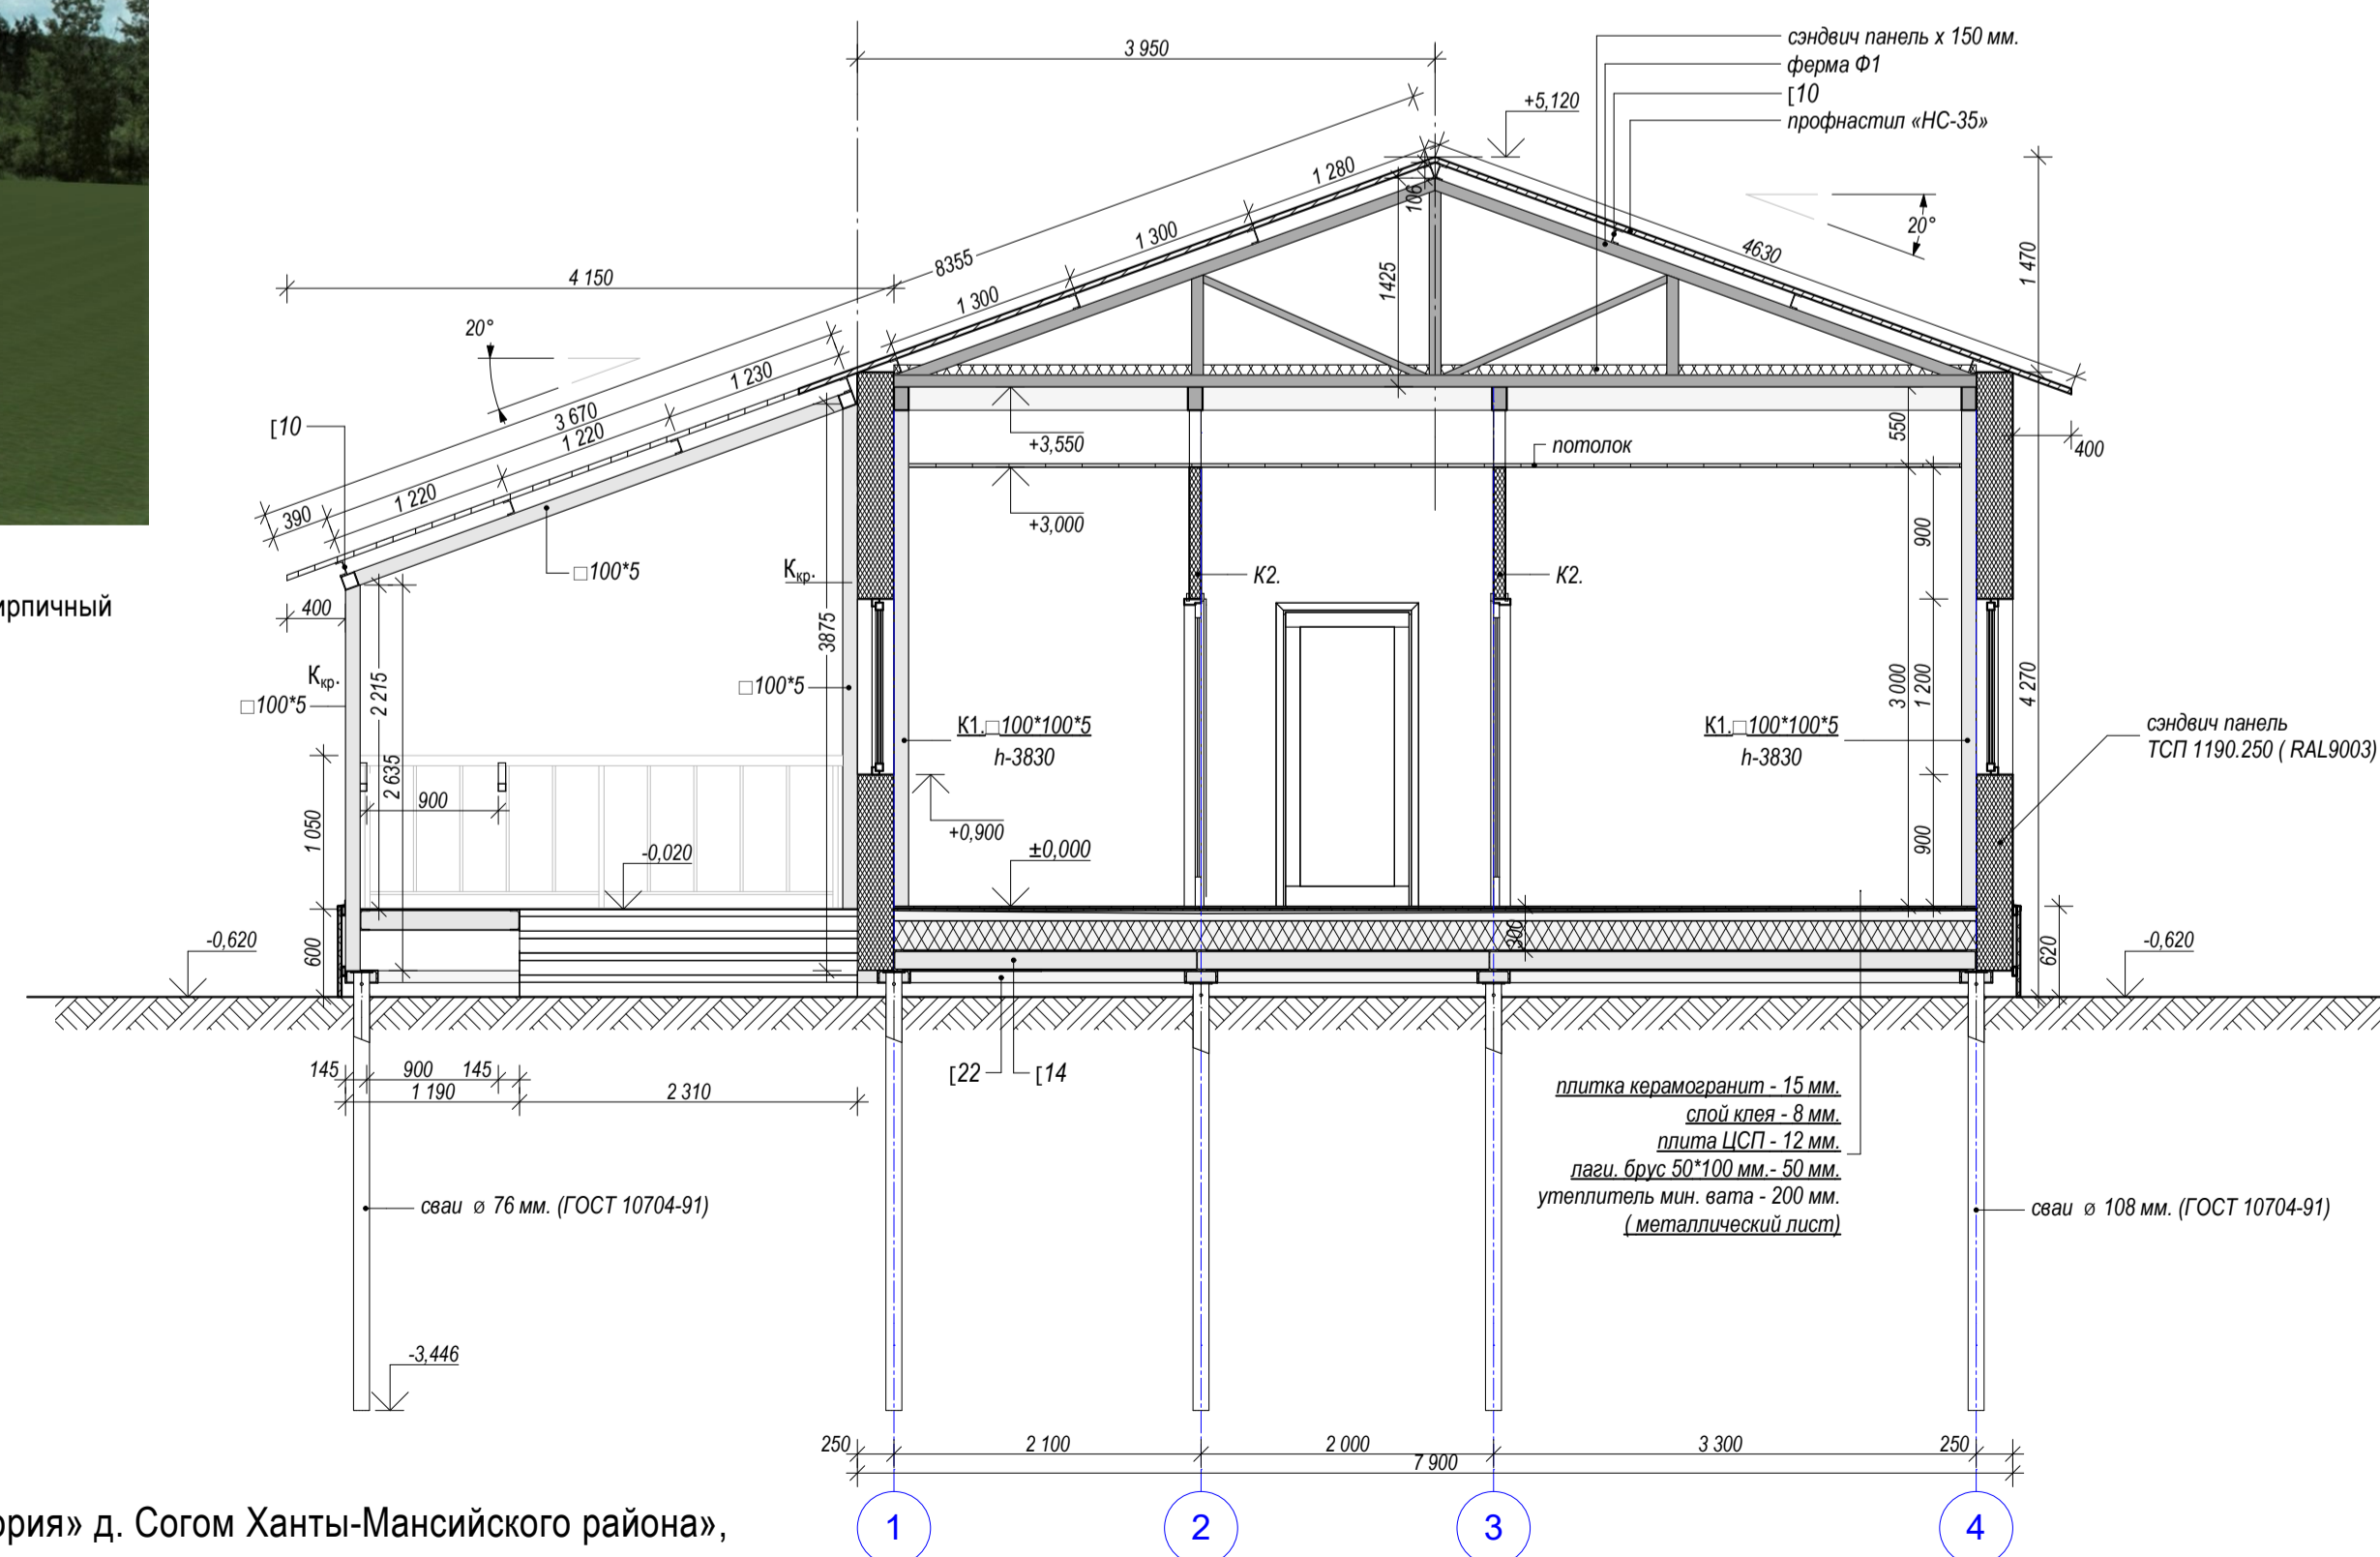 3 950
сэндвич панель х 150 мм.
ферма Ф1
[10
профнастил «НС-35»
+5,120
1 280
106
20°
1 300
4630
1 470
8355
4 150
1425
1 300
20°
1 230
3 670
[10
1 220
+3,550
потолок
550
400
1 220
390
+3,000
900
□100*5
Ккр.
К2.
К2.
ирпичный
400
3875
Ккр.
□100*5
2 215
□100*5
3 000
1 200
4 270
К1.□100*100*5
h-3830
К1.□100*100*5
h-3830
сэндвич панель
ТСП 1190.250 ( RAL9003)
2 635
900
1 050
+0,900
-0,020
±0,000
900
-0,620
600
300
620
-0,620
145
900
145
1 190
2 310
[22
[14
плитка керамогранит - 15 мм.
слой клея - 8 мм.
плита ЦСП - 12 мм.
лаги. брус 50*100 мм.- 50 мм.
утеплитель мин. вата - 200 мм.
( металлический лист)
сваи ⌀ 76 мм. (ГОСТ 10704-91)
сваи ⌀ 108 мм. (ГОСТ 10704-91)
-3,446
250
2 100
2 000
3 300
250
7 900
ория» д. Согом Ханты-Мансийского района»,
1
2
3
4